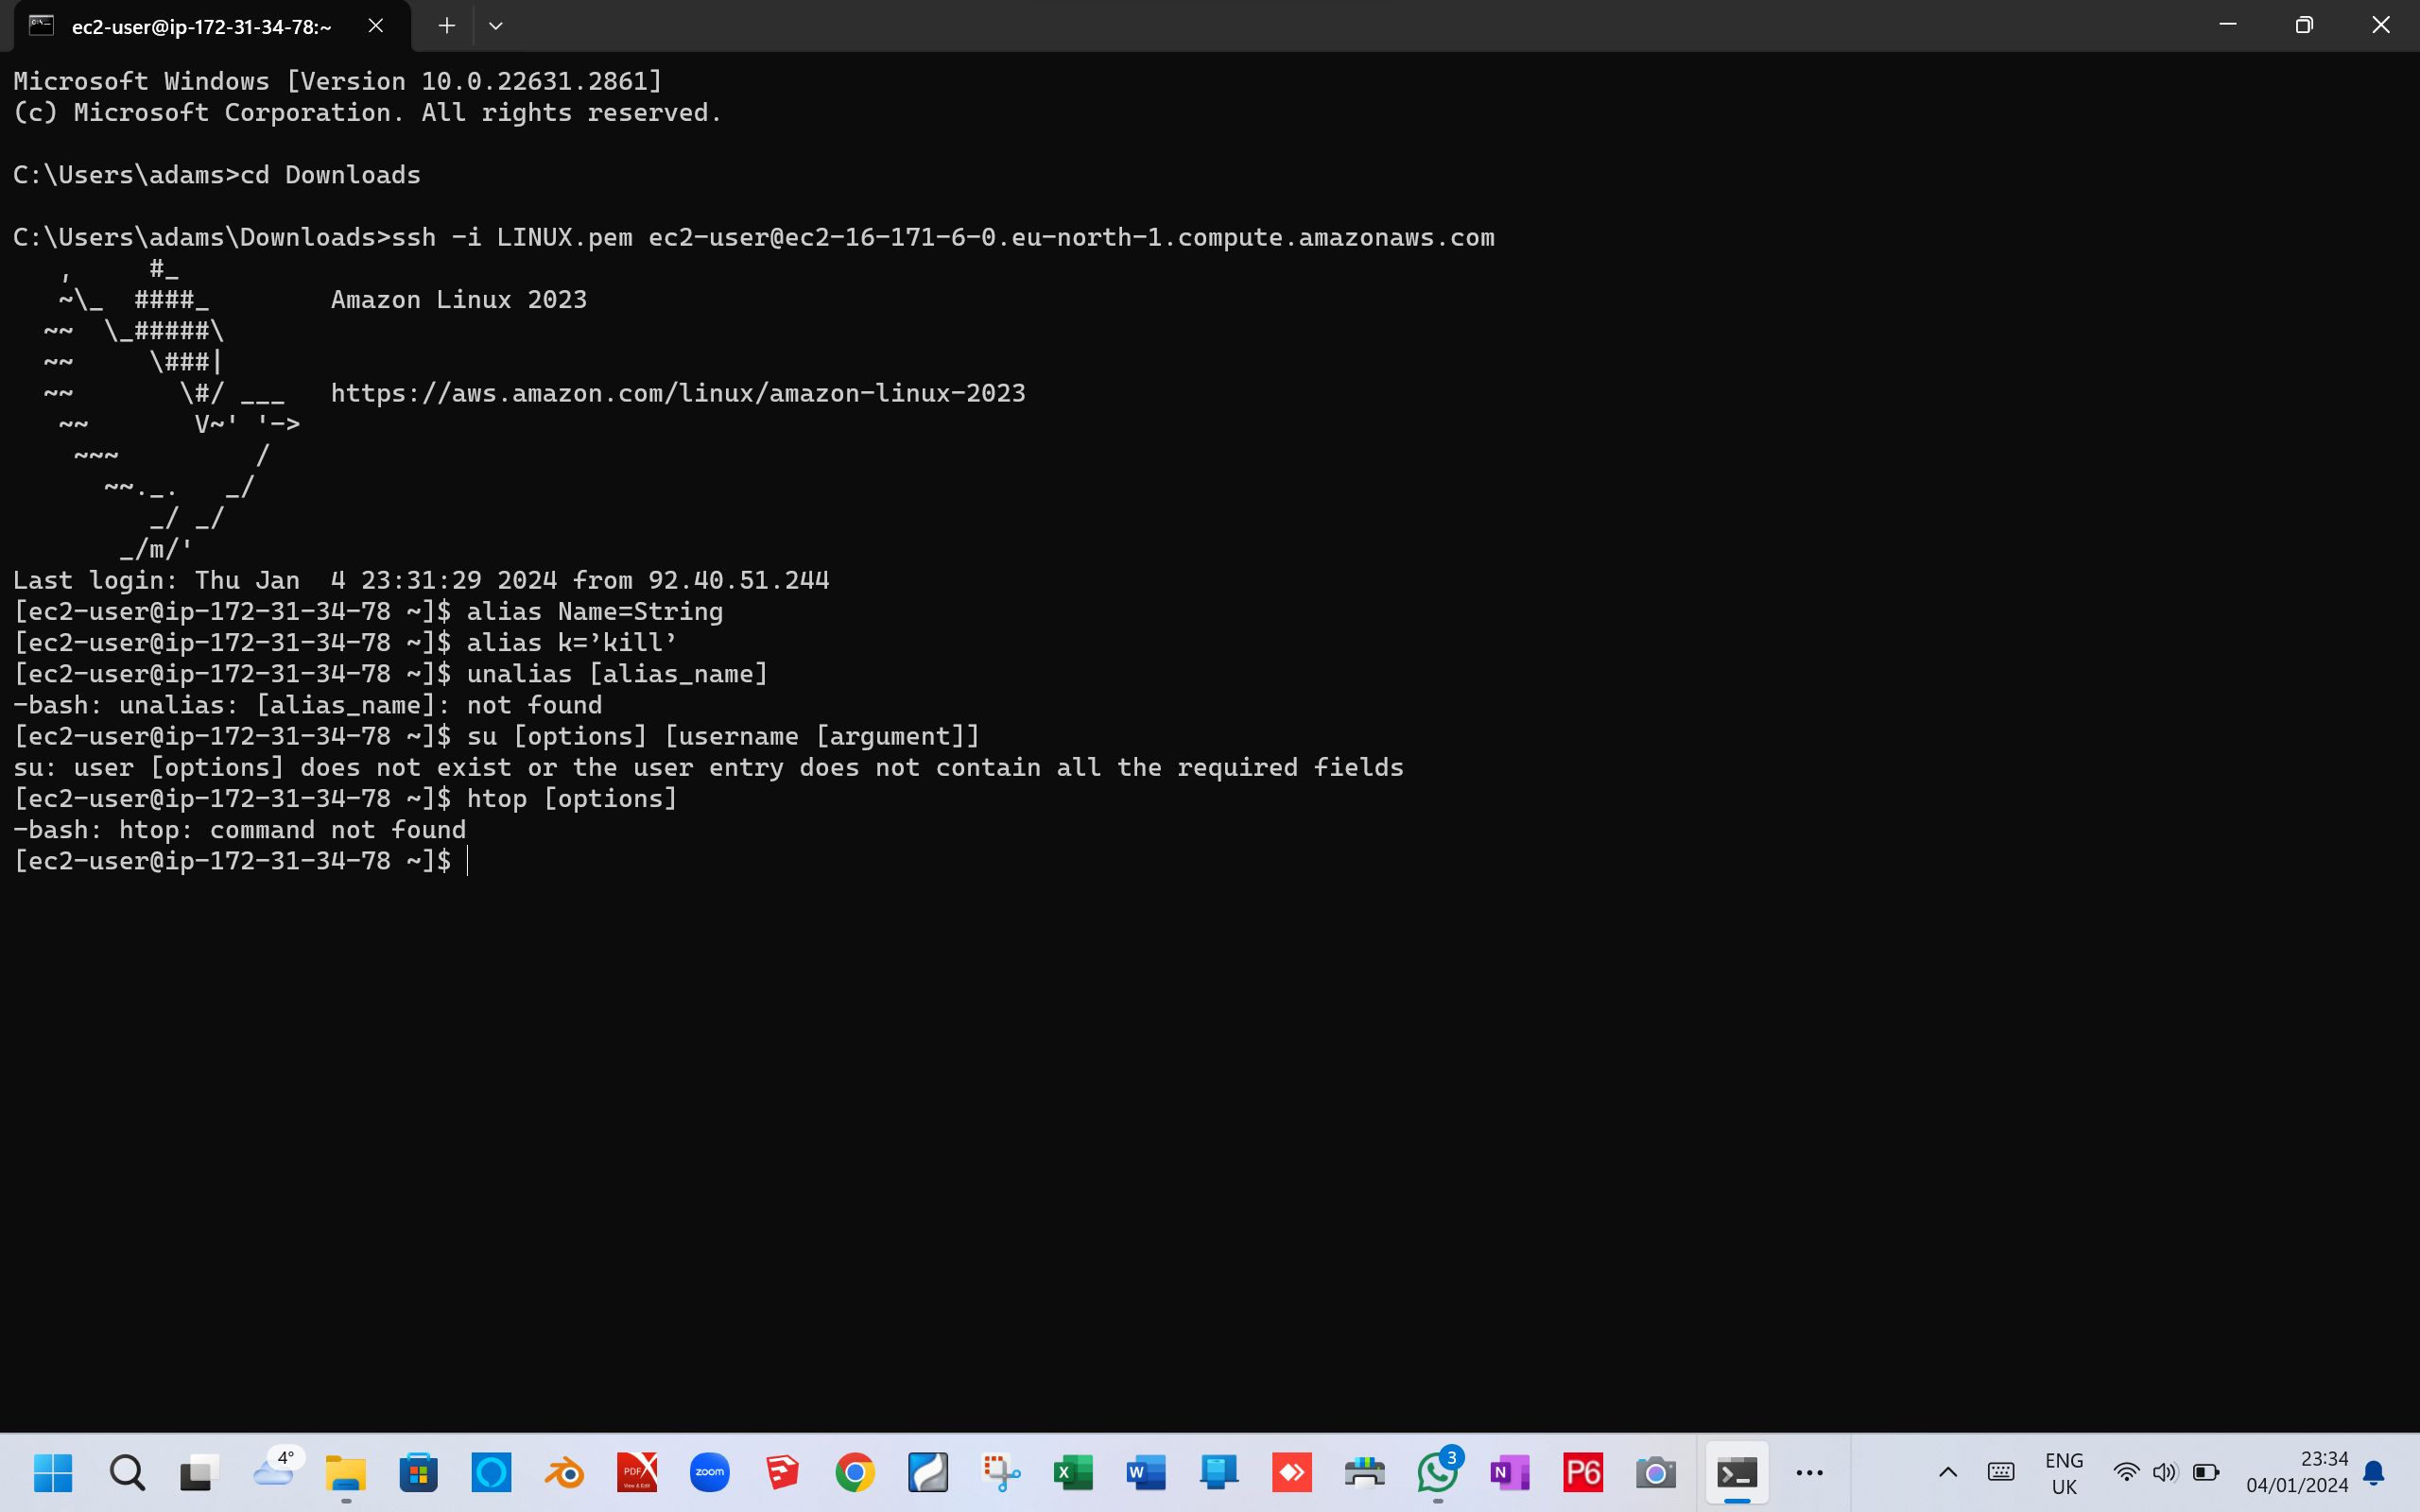 ec2-user@ip-172-31-34-78:~
Microsoft Windows [Version 10.0.22631.2861]
(c) Microsoft Corporation. All rights reserved.
C:\Users\adams>cd Downloads
C:\Users\adams\Downloads>ssh -i LINUX.pem ec2-user@ec2-16-171-6-0.eu-north-1.compute.amazonaws.com
   ,     #_
   ~\_  ####_        Amazon Linux 2023
  ~~  \_#####\
  ~~     \###|
  ~~       \#/ ___   https://aws.amazon.com/linux/amazon-linux-2023
   ~~       V~' '->
    ~~~         /
      ~~._.   _/
         _/ _/
       _/m/'
Last login: Thu Jan  4 23:31:29 2024 from 92.40.51.244
[ec2-user@ip-172-31-34-78 ~]$ alias Name=String
[ec2-user@ip-172-31-34-78 ~]$ alias k=’kill’
[ec2-user@ip-172-31-34-78 ~]$ unalias [alias_name]
-bash: unalias: [alias_name]: not found
[ec2-user@ip-172-31-34-78 ~]$ su [options] [username [argument]]
su: user [options] does not exist or the user entry does not contain all the required fields
[ec2-user@ip-172-31-34-78 ~]$ htop [options]
-bash: htop: command not found
[ec2-user@ip-172-31-34-78 ~]$
4°
PDF
View & Edit
zoom
X
W
3
N
P6
ENG
UK
23:34
04/01/2024